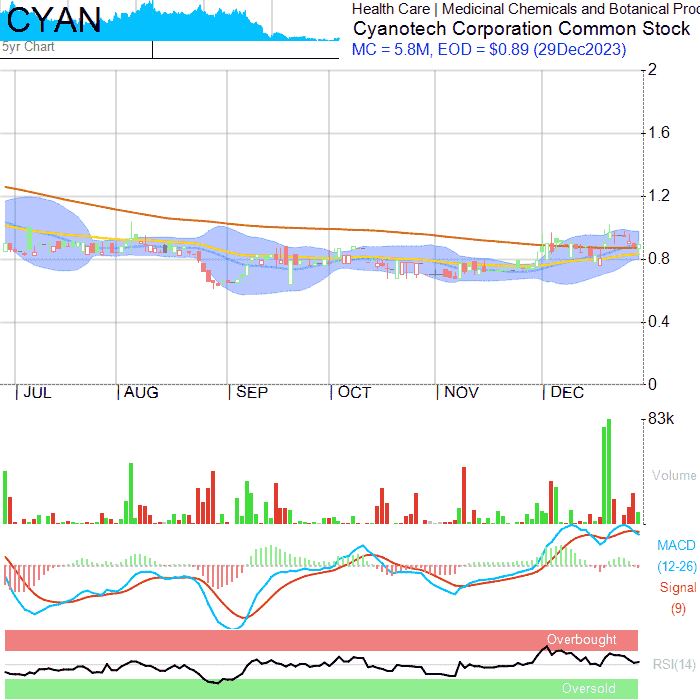 CYAN
5yr Chart
Health Care | Medicinal Chemicals and Botanical Prod
Cyanotech Corporation Common Stock
MC = 5.8M, EOD = $0.89 (29Dec2023)
2
1.6
1.2
0.8
0.4
0
JUL AUG SEP OCT NOV DEC
83k
Volume
MACD
(12-26)
Signal
(9)
Overbought
RSI(14)
Oversold